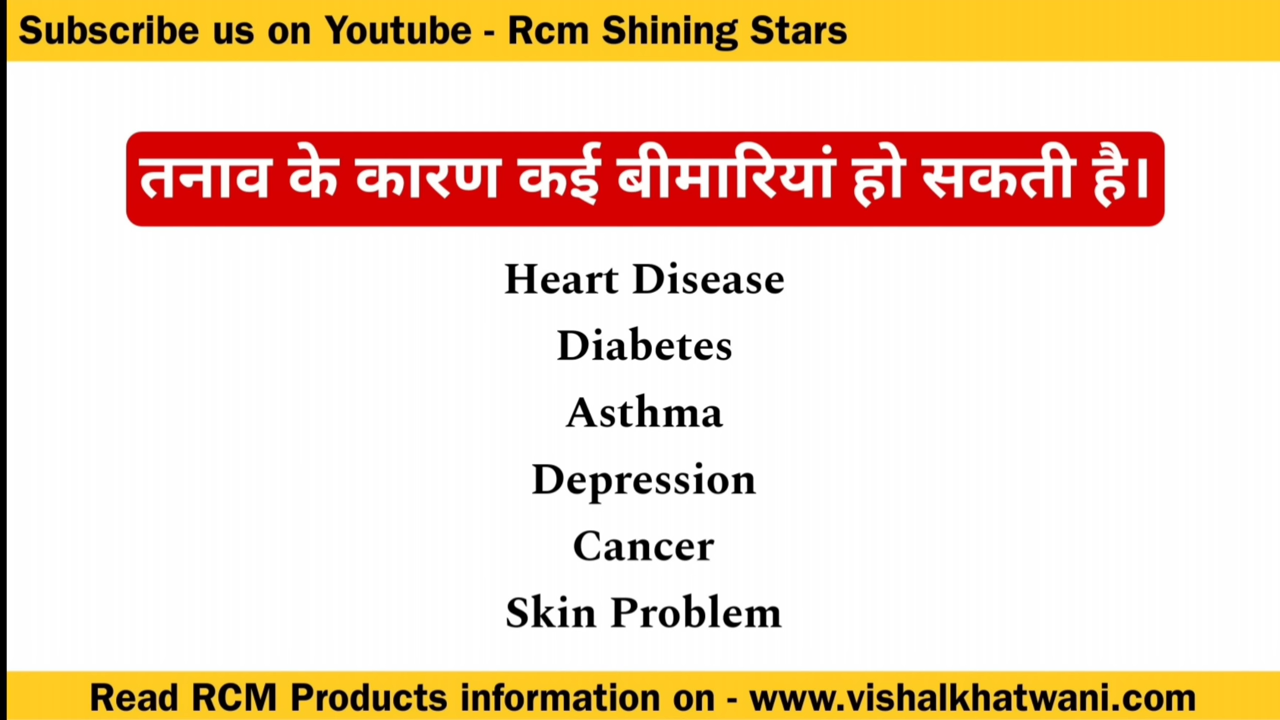 Subscribe us on Youtube - Rcm Shining Stars
तनाव के कारण कई बीमारियां हो सकती है।
Heart Disease
Diabetes
Asthma
Depression
Cancer
Skin Problem
Read RCM Products information on - www.vishalkhatwani.com